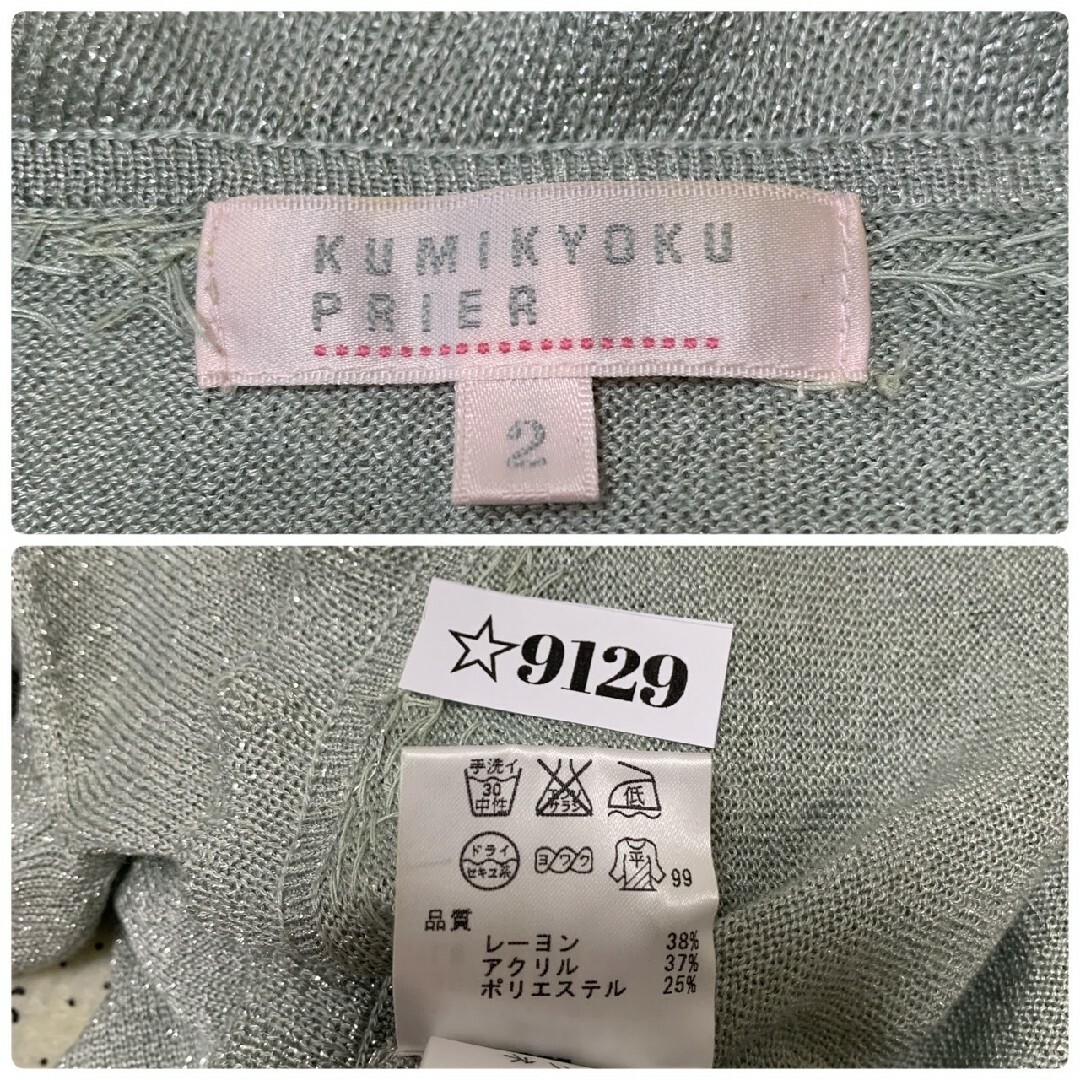 KUMIKYOKU
PRIER
2
☆9129
手洗イ
30
中性
エンソ
サラシ
低
ドライ
セキユ系
ヨワク
平
99
品質
レーヨン 38%
アクリル 37%
ポリエステル 25%